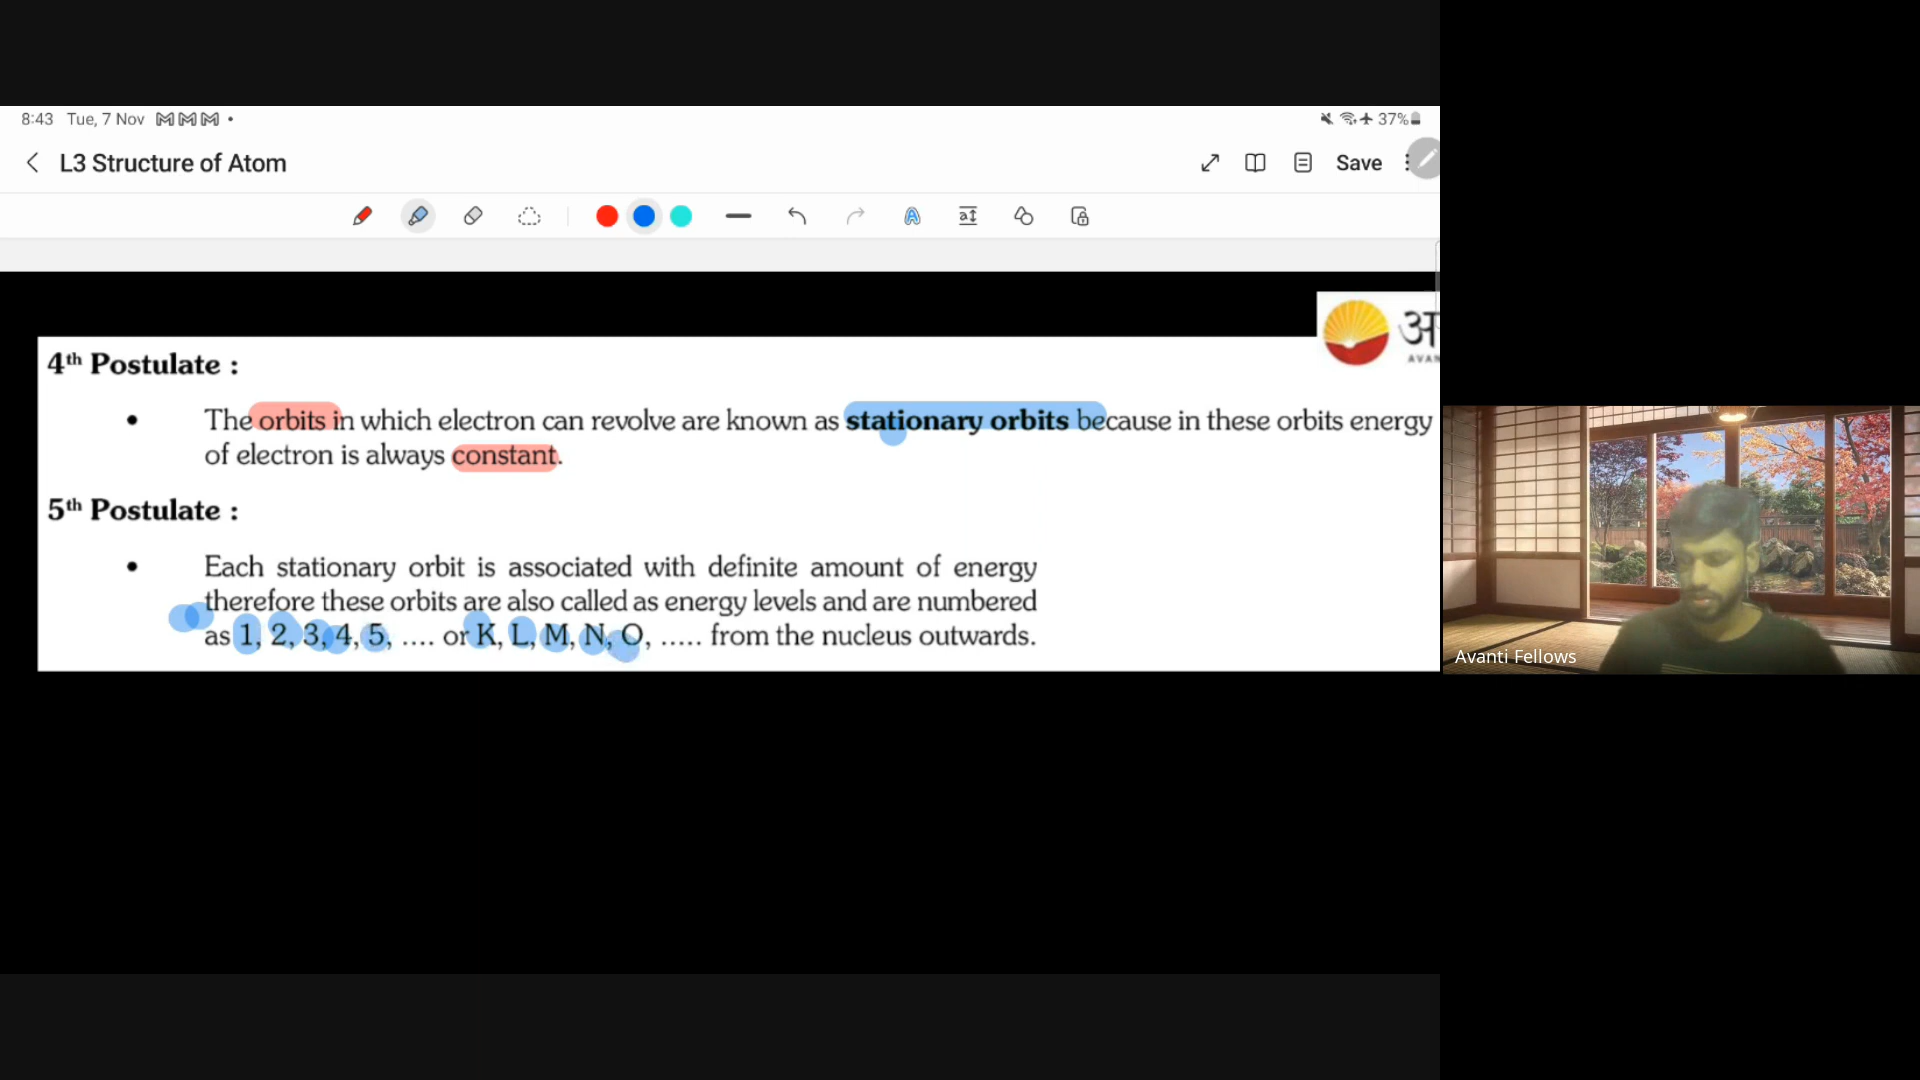 8:43 Tue, 7 Nov
37%
L3 Structure of Atom
Save
4th Postulate :
• The orbits in which electron can revolve are known as stationary orbits because in these orbits energy
of electron is always constant.
5th Postulate :
• Each stationary orbit is associated with definite amount of energy
therefore these orbits are also called as energy levels and are numbered
as 1, 2, 3, 4, 5, .... or K, L, M, N, O, ..... from the nucleus outwards.
Avanti Fellows